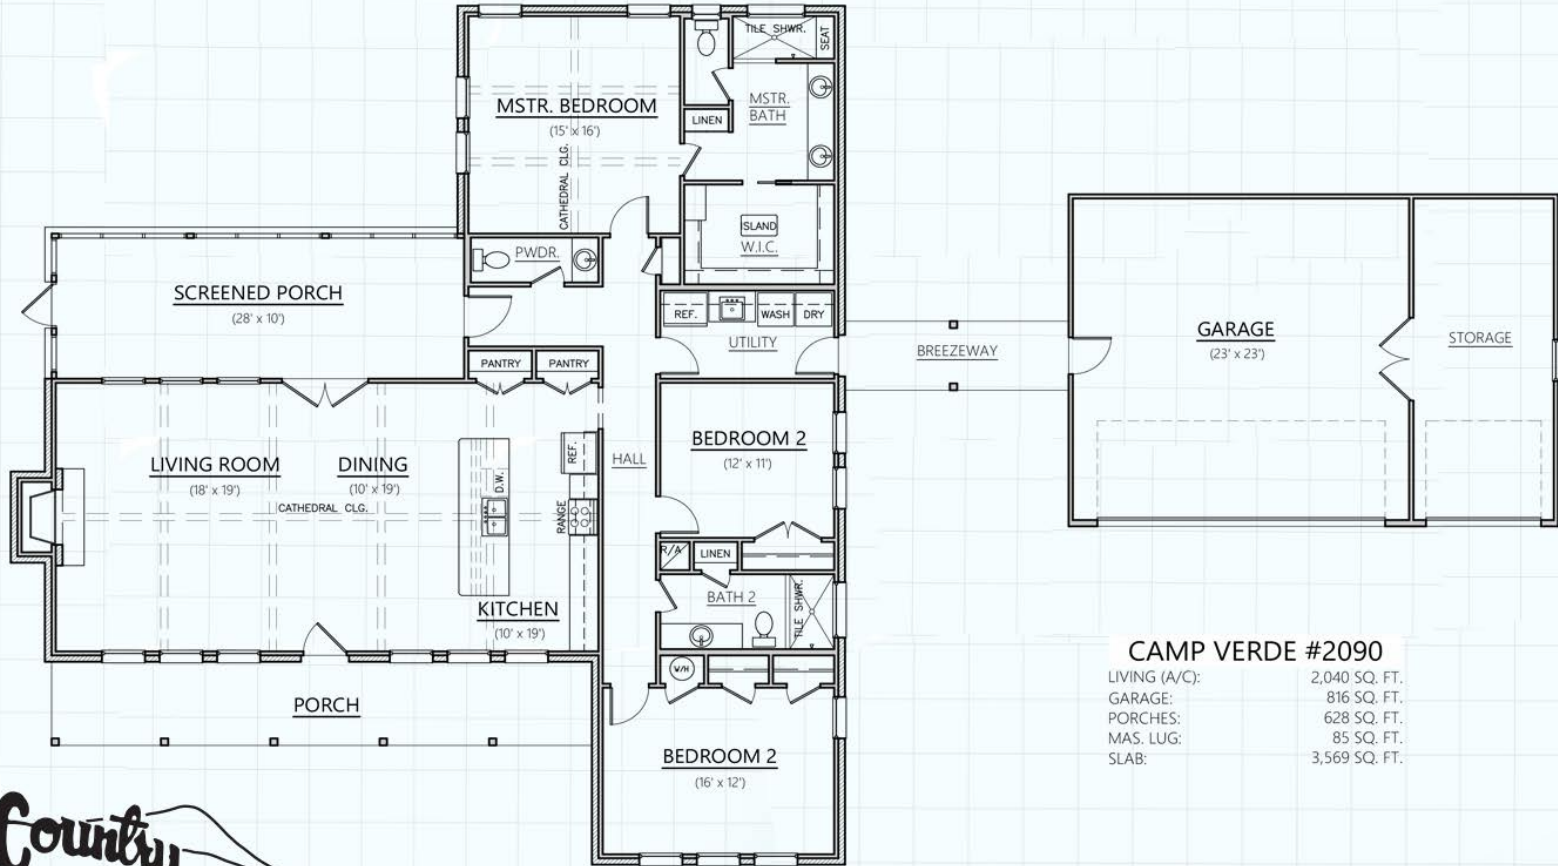 TILE SHWR.
SEAT
MSTR. BEDROOM
(15' x 16')
CATHEDRAL CLG.
LINEN
MSTR.
BATH
ISLAND
W.I.C.
PWDR.
SCREENED PORCH
(28' x 10')
REF.
WASH
DRY
UTILITY
BREEZEWAY
GARAGE
(23' x 23')
STORAGE
PANTRY
PANTRY
LIVING ROOM
(18' x 19')
DINING
(10' x 19')
CATHEDRAL CLG.
D.W.
REF.
RANGE
KITCHEN
(10' x 19')
HALL
BEDROOM 2
(12' x 11')
R/A
LINEN
BATH 2
TILE SHWR.
W/H
PORCH
BEDROOM 2
(16' x 12')
CAMP VERDE #2090
LIVING (A/C): 2,040 SQ. FT.
GARAGE: 816 SQ. FT.
PORCHES: 628 SQ. FT.
MAS. LUG: 85 SQ. FT.
SLAB: 3,569 SQ. FT.
Country